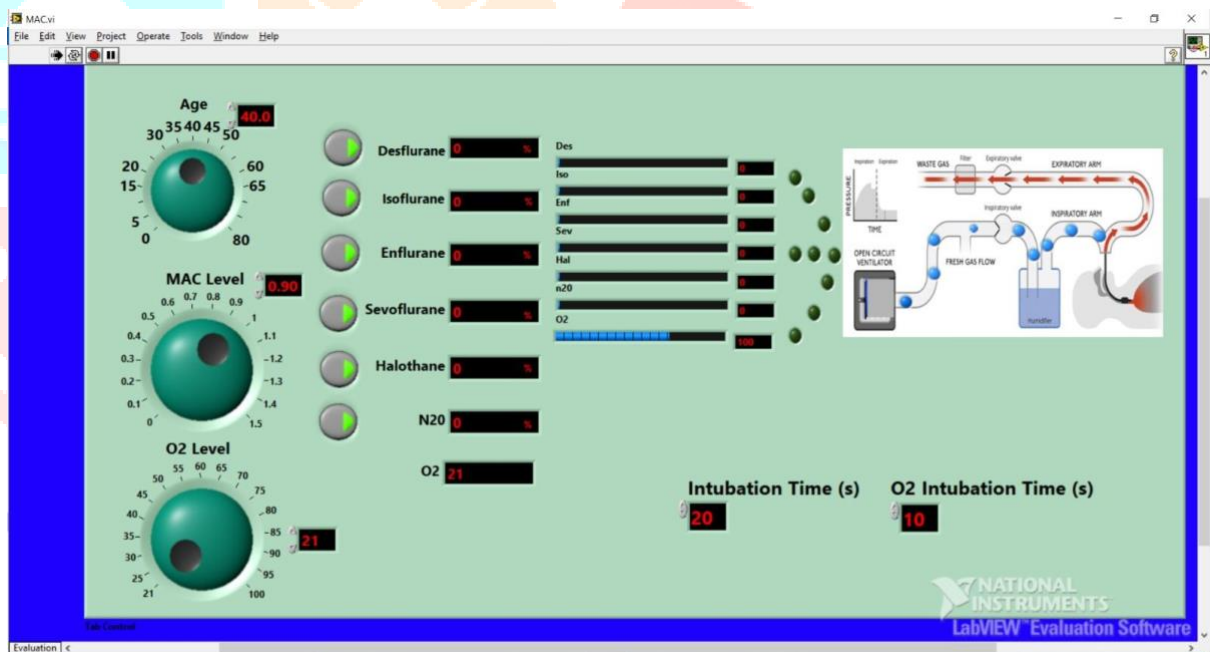 MAC.vi
File Edit View Project Operate Tools Window Help
1
Age
40.0
0 5 15 20 30 35 40 45 50 60 65 80
MAC Level
0.90
0 0.1 0.2 0.3 0.4 0.5 0.6 0.7 0.8 0.9 1 1.1 1.2 1.3 1.4 1.5
O2 Level
21
21 25 30 35 40 45 50 55 60 65 70 75 80 85 90 95 100
Desflurane 0 %
Isoflurane 0 %
Enflurane 0 %
Sevoflurane 0 %
Halothane 0 %
N20 0 %
O2 21
Des
0
Iso
0
Enf
0
Sev
0
Hal
0
n20
0
O2
100
Inspiration Expiration
PRESSURE
TIME
WASTE GAS
Filter
Expiratory valve
EXPIRATORY ARM
Inspiratory valve
INSPIRATORY ARM
OPEN CIRCUIT
VENTILATOR
FRESH GAS FLOW
Humidifier
Intubation Time (s)
20
O2 Intubation Time (s)
10
NATIONAL
INSTRUMENTS
LabVIEW™ Evaluation Software
Tab Control
Evaluation